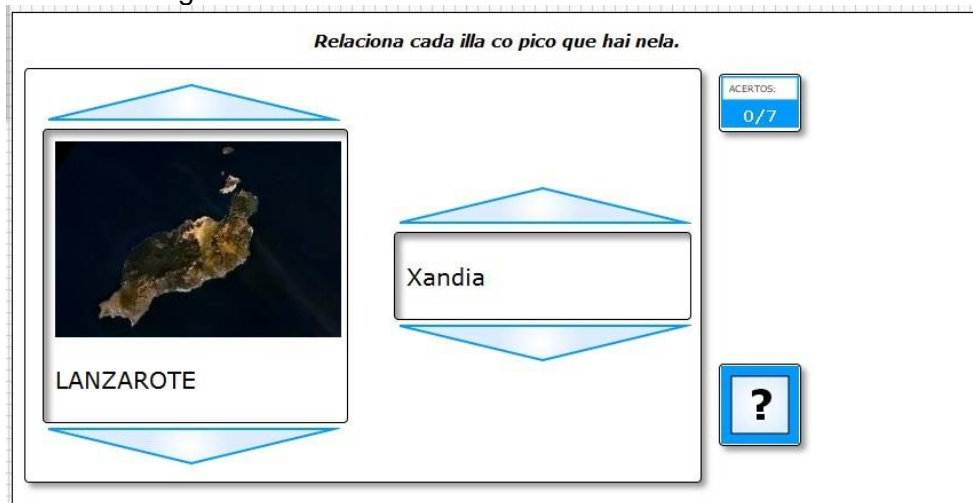 Relaciona cada illa co pico que hai nela.
ACERTOS:
0/7
Xandia
LANZAROTE
?